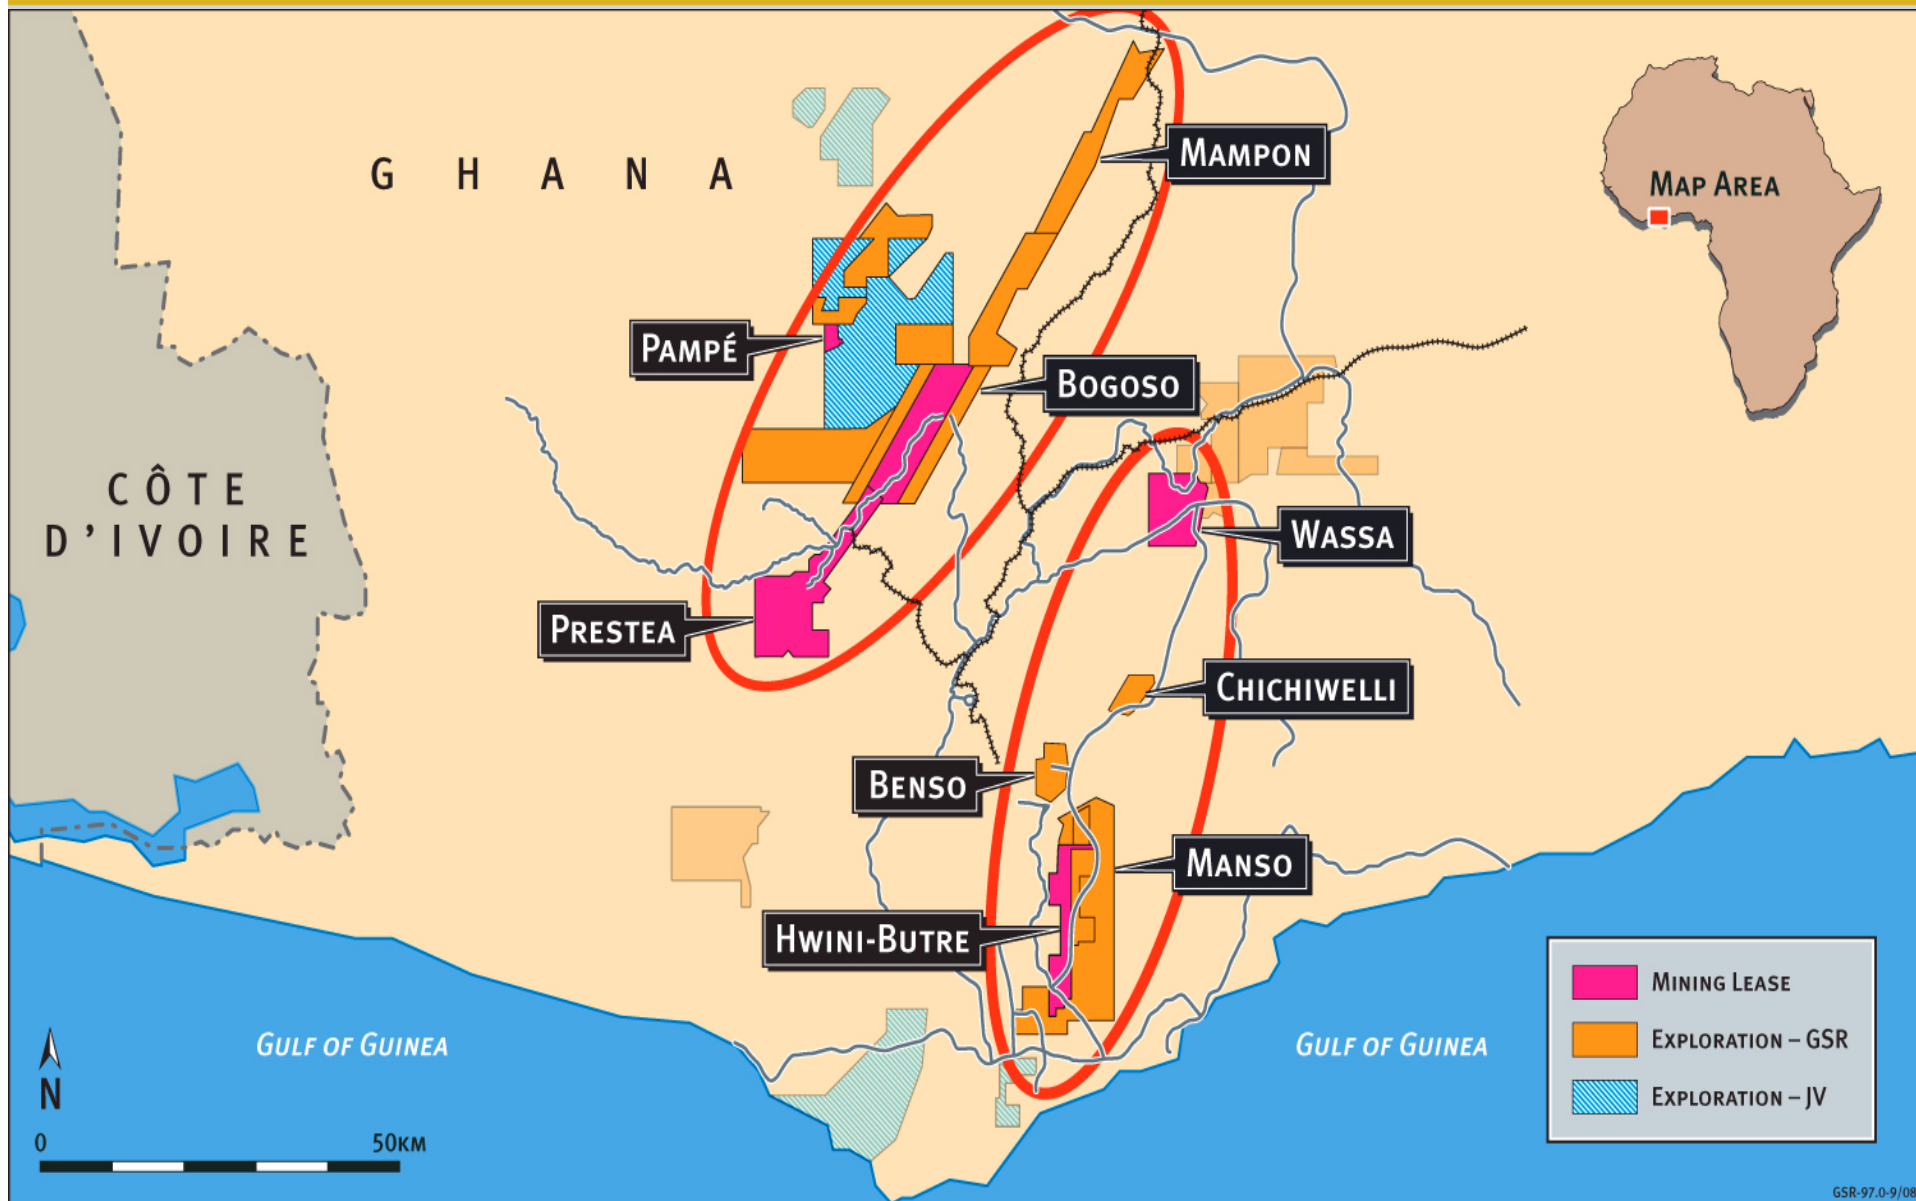 GHANA
MAMPON
MAP AREA
PAMPÉ
BOGOSO
CÔTE
D'IVOIRE
WASSA
PRESTEA
CHICHIWELLI
BENSO
MANSO
HWINI-BUTRE
MINING LEASE
GULF OF GUINEA
GULF OF GUINEA
EXPLORATION – GSR
N
EXPLORATION – JV
0 50KM
GSR-97.0-9/08